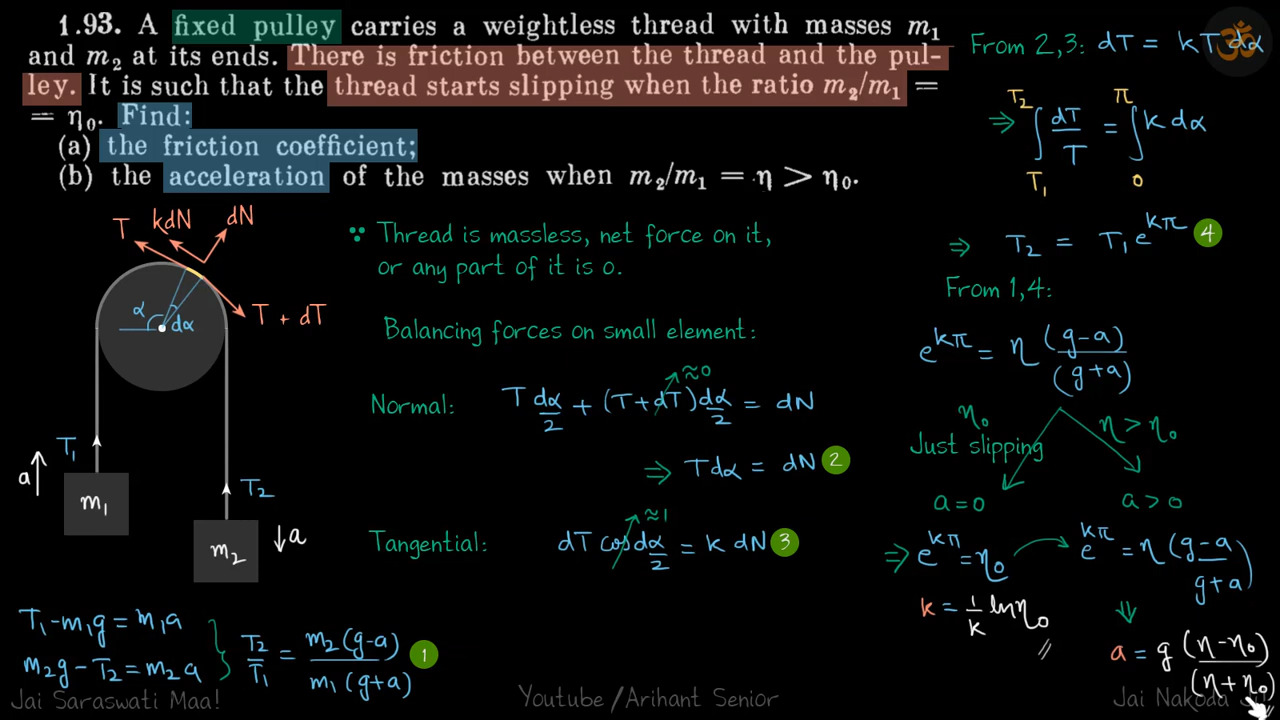 1.93. A fixed pulley carries a weightless thread with masses m₁
and m₂ at its ends. There is friction between the thread and the pul-
ley. It is such that the thread starts slipping when the ratio m₂/m₁ =
= η₀. Find:
(a) the friction coefficient;
(b) the acceleration of the masses when m₂/m₁ = η > η₀.
T kdN dN
α dα
T + dT
T₁
a
m₁
T₂
m₂
a
T₁-m₁g = m₁a
m₂g - T₂ = m₂a
} T₂/T₁ = m₂(g-a)/m₁(g+a) 1
∵ Thread is massless, net force on it,
or any part of it is 0.
Balancing forces on small element:
Normal: T dα/2 + (T+dT)dα/2 = dN
≈0
⇒ Tdα = dN 2
Tangential: dT cos dα/2 = k dN 3
≈1
From 2,3: dT = kT dα
ॐ
⇒ ∫_{T₁}^{T₂} dT/T = ∫_{0}^{π} k dα
⇒ T₂ = T₁e^{kπ} 4
From 1,4:
e^{kπ} = η (g-a)/(g+a)
η₀
Just slipping
η > η₀
a=0
a>0
⇒ e^{kπ} = η₀
e^{kπ} = η (g-a/g+a)
k = 1/k ln η₀
⇓
a = g (η-η₀)/(η+η₀)
Jai Saraswati Maa!
Youtube / Arihant Senior